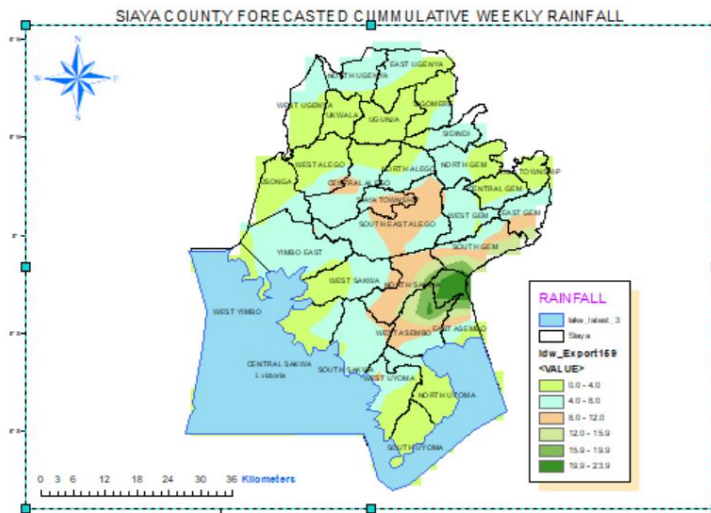 SIAYA COUNTY FORECASTED CUMMULATIVE WEEKLY RAINFALL
N
W
E
S
EAST UGENYA
NORTH UGENYA
WEST UGENYA
SIGOMERE
UKWALA
UGUNJA
SIDINDI
WEST ALEGO
NORTH ALEGO
NORTH GEM
TOWNSHIP
USONGA
CENTRAL ALEGO
CENTRAL GEM
SIAYA TOWNSHIP
WEST GEM
EAST GEM
SOUTH EAST ALEGO
YIMBO EAST
SOUTH GEM
WEST SAKWA
NORTH SAKWA
WEST YIMBO
WEST ASEMBO
EAST ASEMBO
CENTRAL SAKWA
SOUTH SAKWA
L victoria
WEST UYOMA
NORTH UYOMA
SOUTH UYOMA
RAINFALL
Siaya
Idw_Export159
<VALUE>
0.0 - 4.0
4.0 - 8.0
8.0 - 12.0
12.0 - 15.9
15.9 - 19.9
19.9 - 23.9
0 3 6 12 18 24 30 36 Kilometers